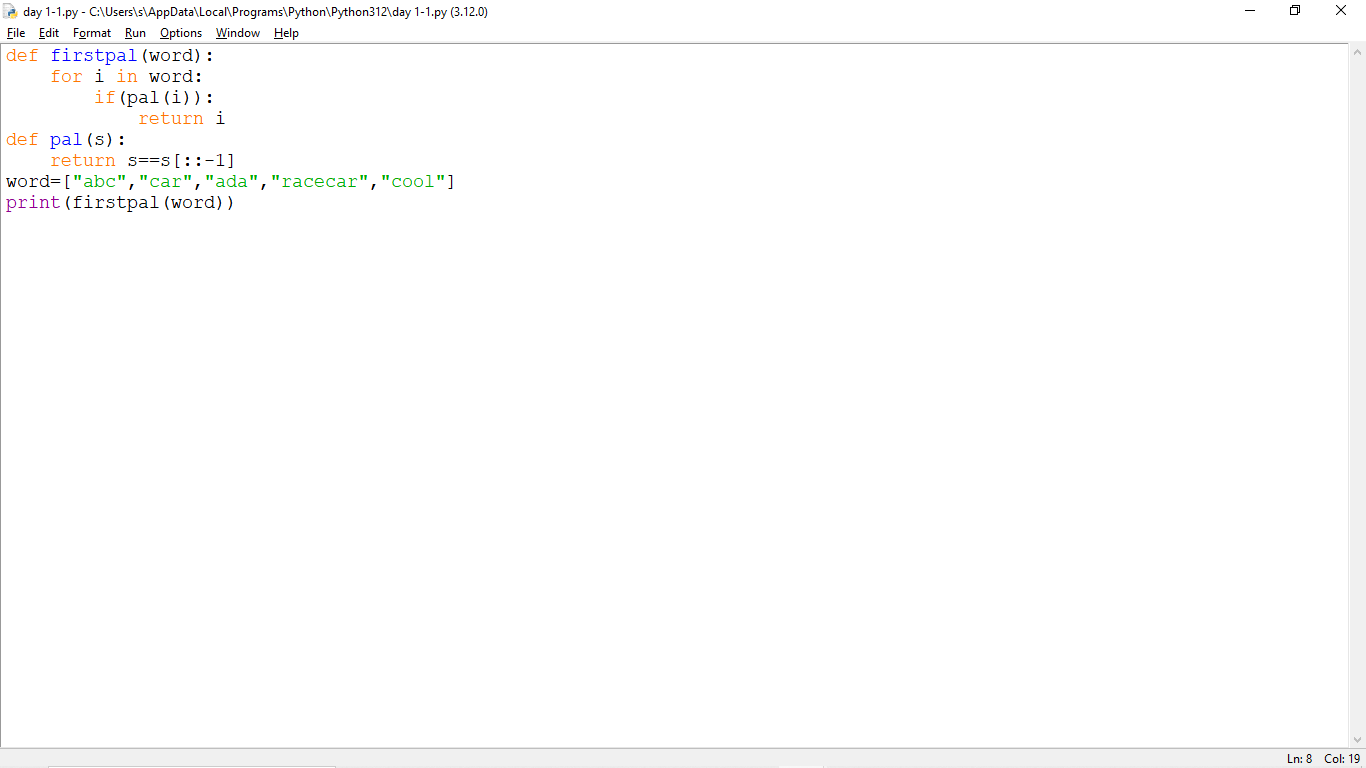 day 1-1.py - C:\Users\s\AppData\Local\Programs\Python\Python312\day 1-1.py (3.12.0)
File Edit Format Run Options Window Help
def firstpal(word):
    for i in word:
        if(pal(i)):
            return i
def pal(s):
    return s==s[::-1]
word=["abc","car","ada","racecar","cool"]
print(firstpal(word))
Ln: 8 Col: 19